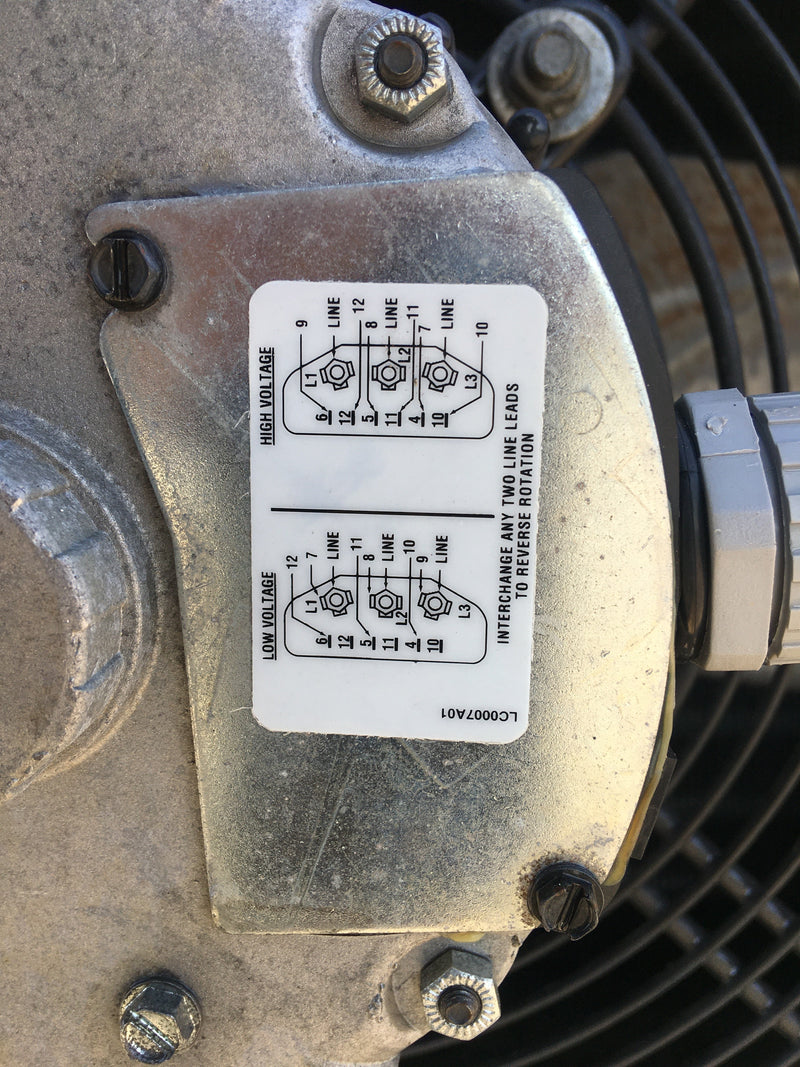 LOW VOLTAGE
12
L1 7
6 LINE
12
11
5 8
11 L2 LINE
4 10
9
10 LINE
L3
LC0007A01
HIGH VOLTAGE
9
L1
6 LINE
12 12
5 8
LINE
11 L2 11
4 7
10 LINE
L3 10
INTERCHANGE ANY TWO LINE LEADS
TO REVERSE ROTATION